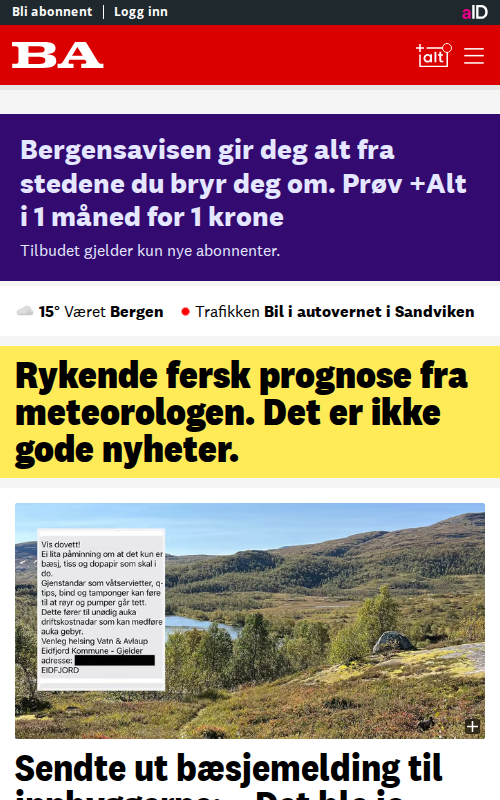 Bli abonnent | Logg inn
aID
BA
+alt
Bergensavisen gir deg alt fra
stedene du bryr deg om. Prøv +Alt
i 1 måned for 1 krone
Tilbudet gjelder kun nye abonnenter.
15° Været Bergen
Trafikken Bil i autovernet i Sandviken
Rykende fersk prognose fra
meteorologen. Det er ikke
gode nyheter.
Vis dovett!
Ei lita påminning om at det kun er
bæsj, tiss og dopapir som skal i
do.
Gjenstandar som våtservietter, q-
tips, bind og tamponger kan føre
til at røyr og pumper går tett.
Dette fører til unødig auka
driftskostnadar som kan medføre
auka gebyr.
Venleg helsing Vatn & Avlaup
Eidfjord Kommune - Gjelder
adresse:
EIDFJORD
Sendte ut bæsjemelding til
innbyggerne: – Det ble jo